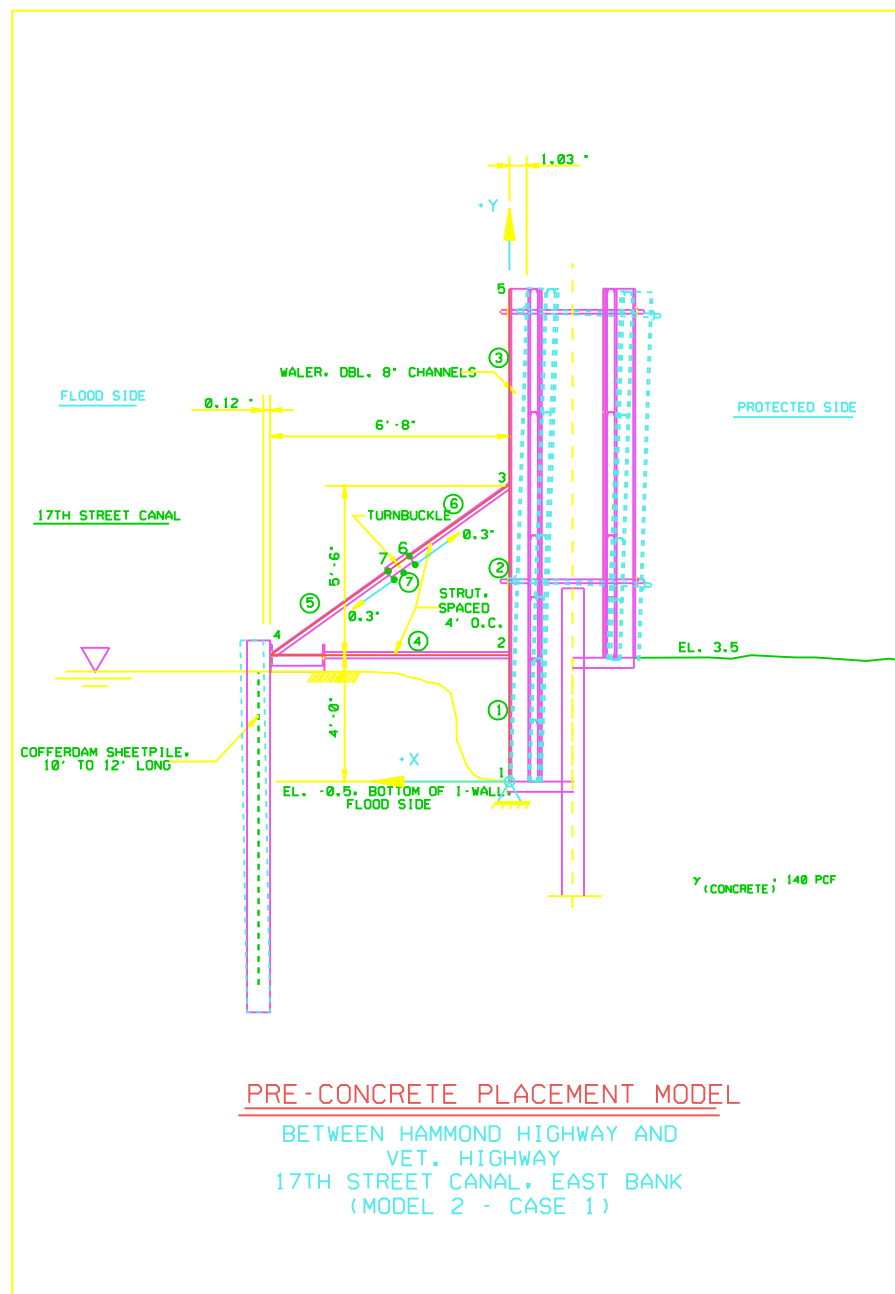 1.03 "
+Y
5
3
WALER, DBL. 8" CHANNELS
FLOOD SIDE
0.12 "
PROTECTED SIDE
6'-8"
3
6
17TH STREET CANAL
TURNBUCKLE
0.3"
6
7
7
5'-6"
2
STRUT,
SPACED
4' O.C.
5
0.3"
4
4
2
EL. 3.5
4'-0"
1
COFFERDAM SHEETPILE,
10' TO 12' LONG
+X
1
EL. -0.5, BOTTOM OF I-WALL,
FLOOD SIDE
γ (CONCRETE) = 140 PCF
PRE-CONCRETE PLACEMENT MODEL
BETWEEN HAMMOND HIGHWAY AND
VET. HIGHWAY
17TH STREET CANAL, EAST BANK
(MODEL 2 - CASE 1)